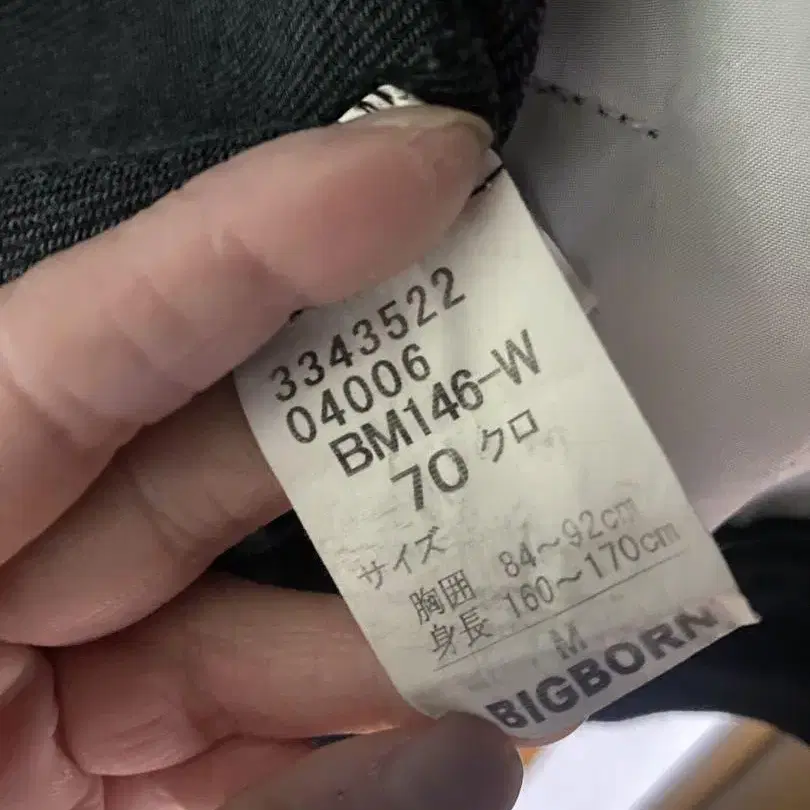 3343522
04006
BM146-W
70 クロ
サイズ
胸囲 84～92cm
身長 160～170cm
M
BIGBORN